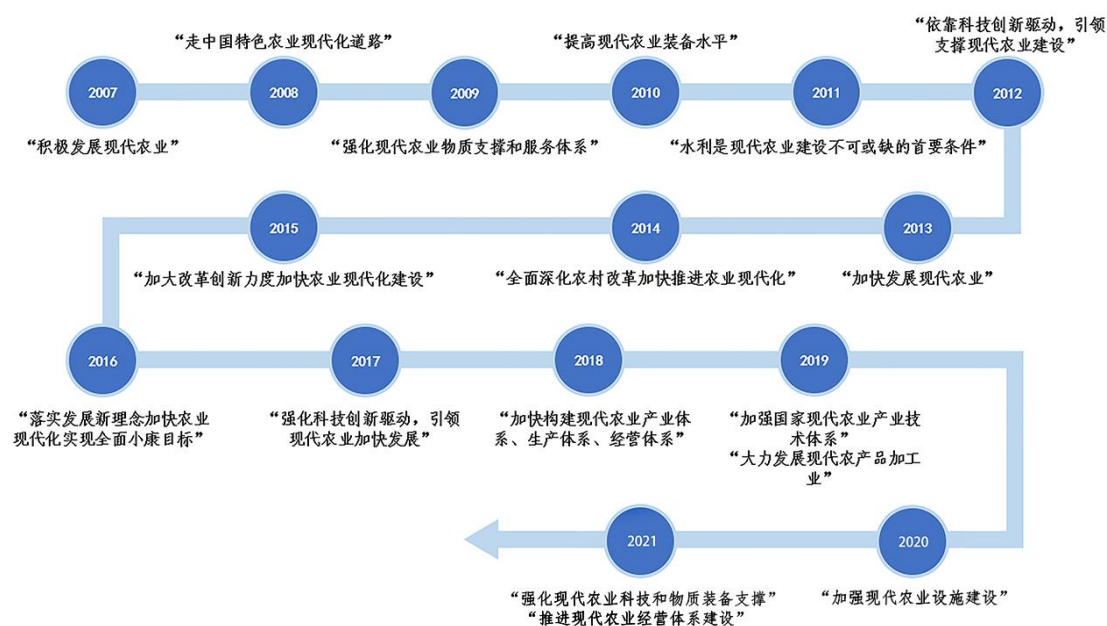 “走中国特色农业现代化道路”
“提高现代农业装备水平”
“依靠科技创新驱动，引领
支撑现代农业建设”
2007
2008
2009
2010
2011
2012
“积极发展现代农业”
“强化现代农业物质支撑和服务体系”
“水利是现代农业建设不可或缺的首要条件”
2015
2014
2013
“加大改革创新力度加快农业现代化建设”
“全面深化农村改革加快推进农业现代化”
“加快发展现代农业”
2016
2017
2018
2019
“落实发展新理念加快农业
现代化实现全面小康目标”
“强化科技创新驱动，引领
现代农业加快发展”
“加快构建现代农业产业体
系、生产体系、经营体系”
“加强国家现代农业产业技
术体系”
“大力发展现代农产品加工
业”
2021
2020
“强化现代农业科技和物质装备支撑”
“推进现代农业经营体系建设”
“加强现代农业设施建设”